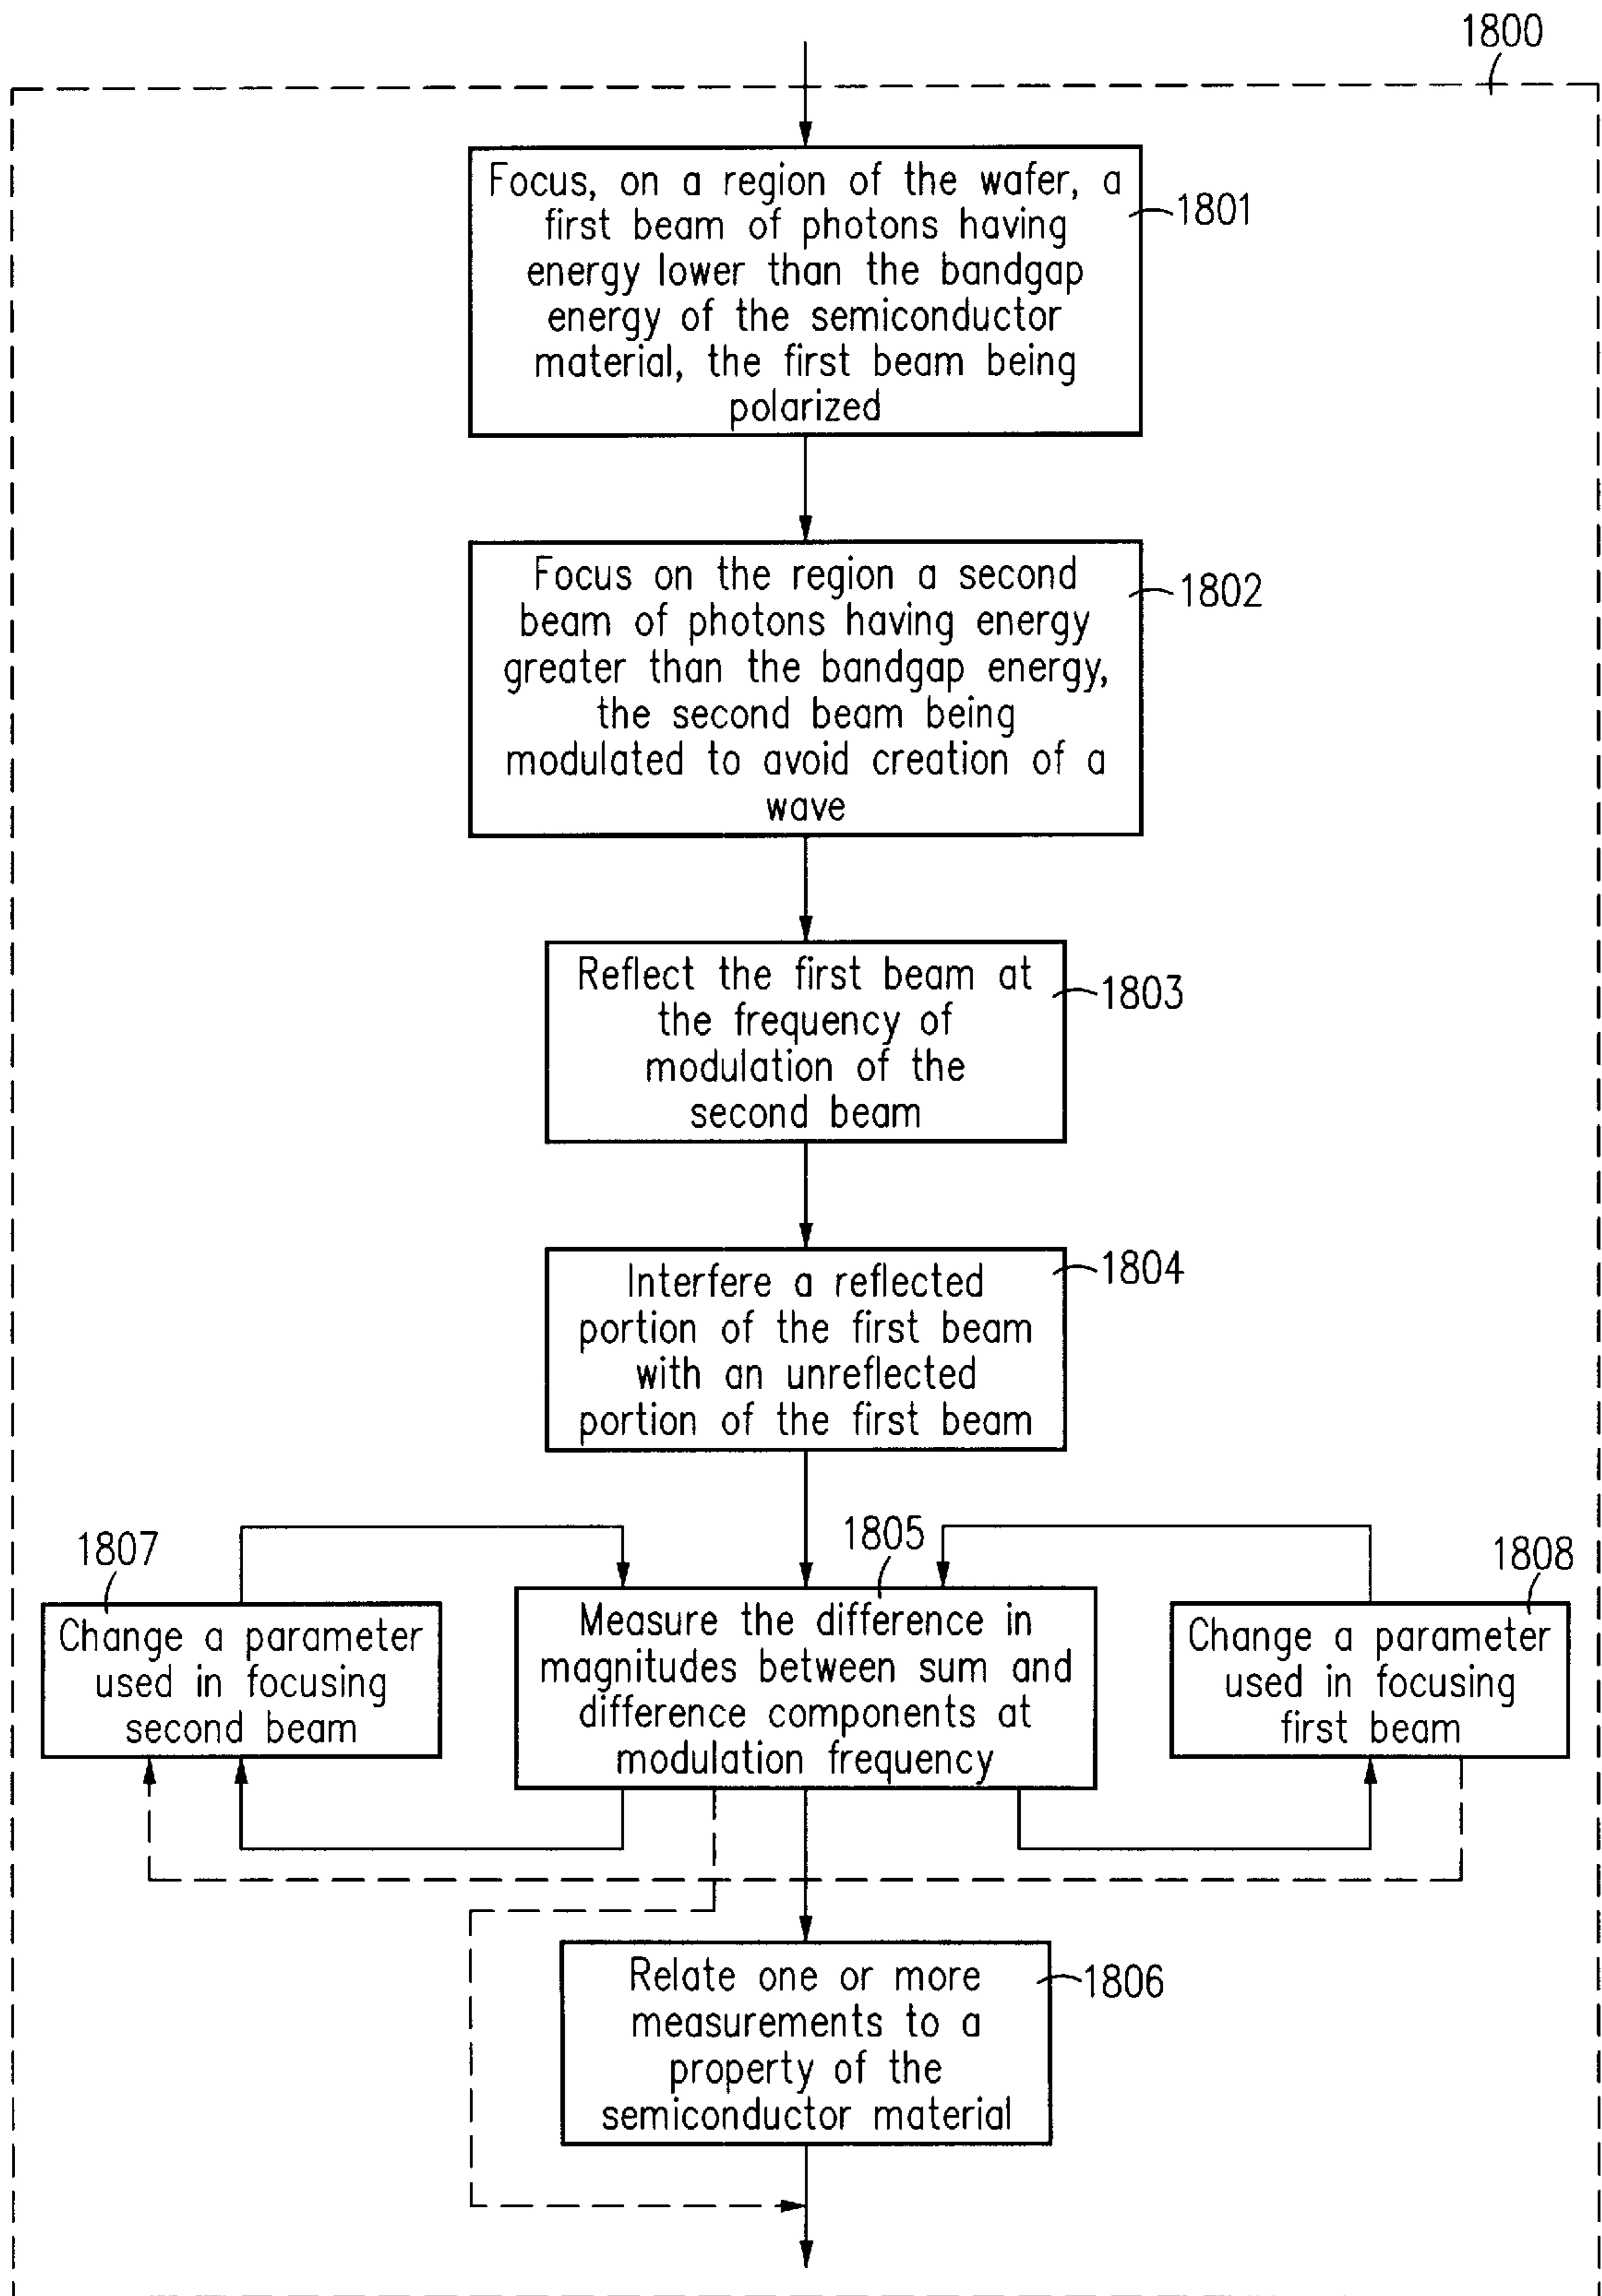 1800
Focus, on a region of the wafer, a
first beam of photons having
energy lower than the bandgap
energy of the semiconductor
material, the first beam being
polarized
1801
Focus on the region a second
beam of photons having energy
greater than the bandgap energy,
the second beam being
modulated to avoid creation of a
wave
1802
Reflect the first beam at
the frequency of
modulation of the
second beam
1803
Interfere a reflected
portion of the first beam
with an unreflected
portion of the first beam
1804
1807
Change a parameter
used in focusing
second beam
1805
Measure the difference in
magnitudes between sum and
difference components at
modulation frequency
1808
Change a parameter
used in focusing
first beam
Relate one or more
measurements to a
property of the
semiconductor material
1806